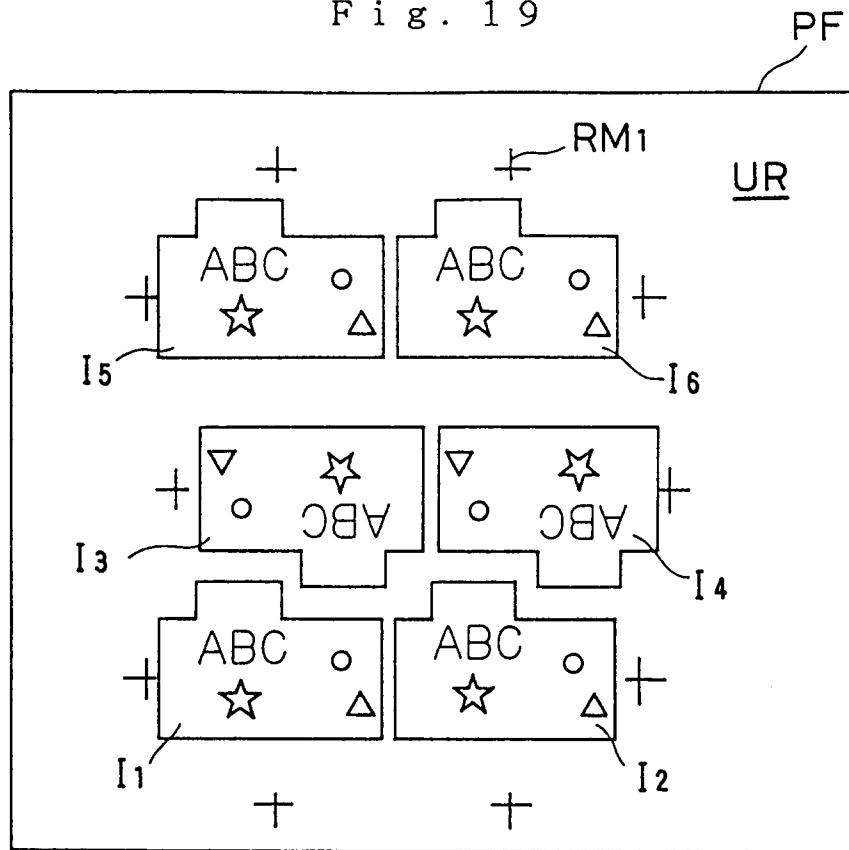 Fig. 19
PF
RM1
UR
ABC ABC
I5 I6
ABC ABC
I3 I4
ABC ABC
I1 I2